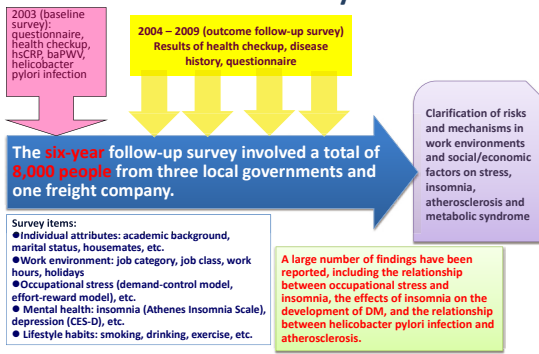 2003 (baseline
survey):
questionnaire,
health checkup,
hsCRP, baPWV,
helicobacter
pylori infection
2004 – 2009 (outcome follow-up survey)
Results of health checkup, disease
history, questionnaire
The six-year follow-up survey involved a total of
8,000 people from three local governments and
one freight company.
Clarification of risks
and mechanisms in
work environments
and social/economic
factors on stress,
insomnia,
atherosclerosis and
metabolic syndrome
Survey items:
●Individual attributes: academic background,
marital status, housemates, etc.
●Work environment: job category, job class, work
hours, holidays
●Occupational stress (demand-control model,
effort-reward model), etc.
● Mental health: insomnia (Athenes Insomnia Scale),
depression (CES-D), etc.
● Lifestyle habits: smoking, drinking, exercise, etc.
A large number of findings have been
reported, including the relationship
between occupational stress and
insomnia, the effects of insomnia on the
development of DM, and the relationship
between helicobacter pylori infection and
atherosclerosis.